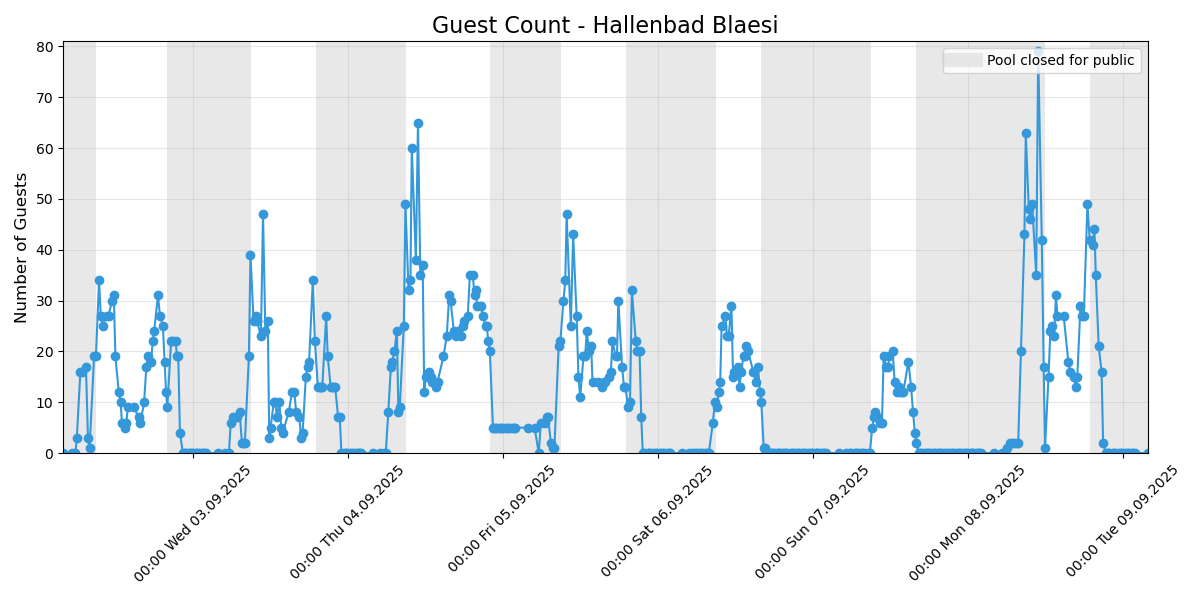 Guest Count - Hallenbad Blaesi
Pool closed for public
Number of Guests
80
70
60
50
40
30
20
10
0
00:00 Wed 03.09.2025
00:00 Thu 04.09.2025
00:00 Fri 05.09.2025
00:00 Sat 06.09.2025
00:00 Sun 07.09.2025
00:00 Mon 08.09.2025
00:00 Tue 09.09.2025